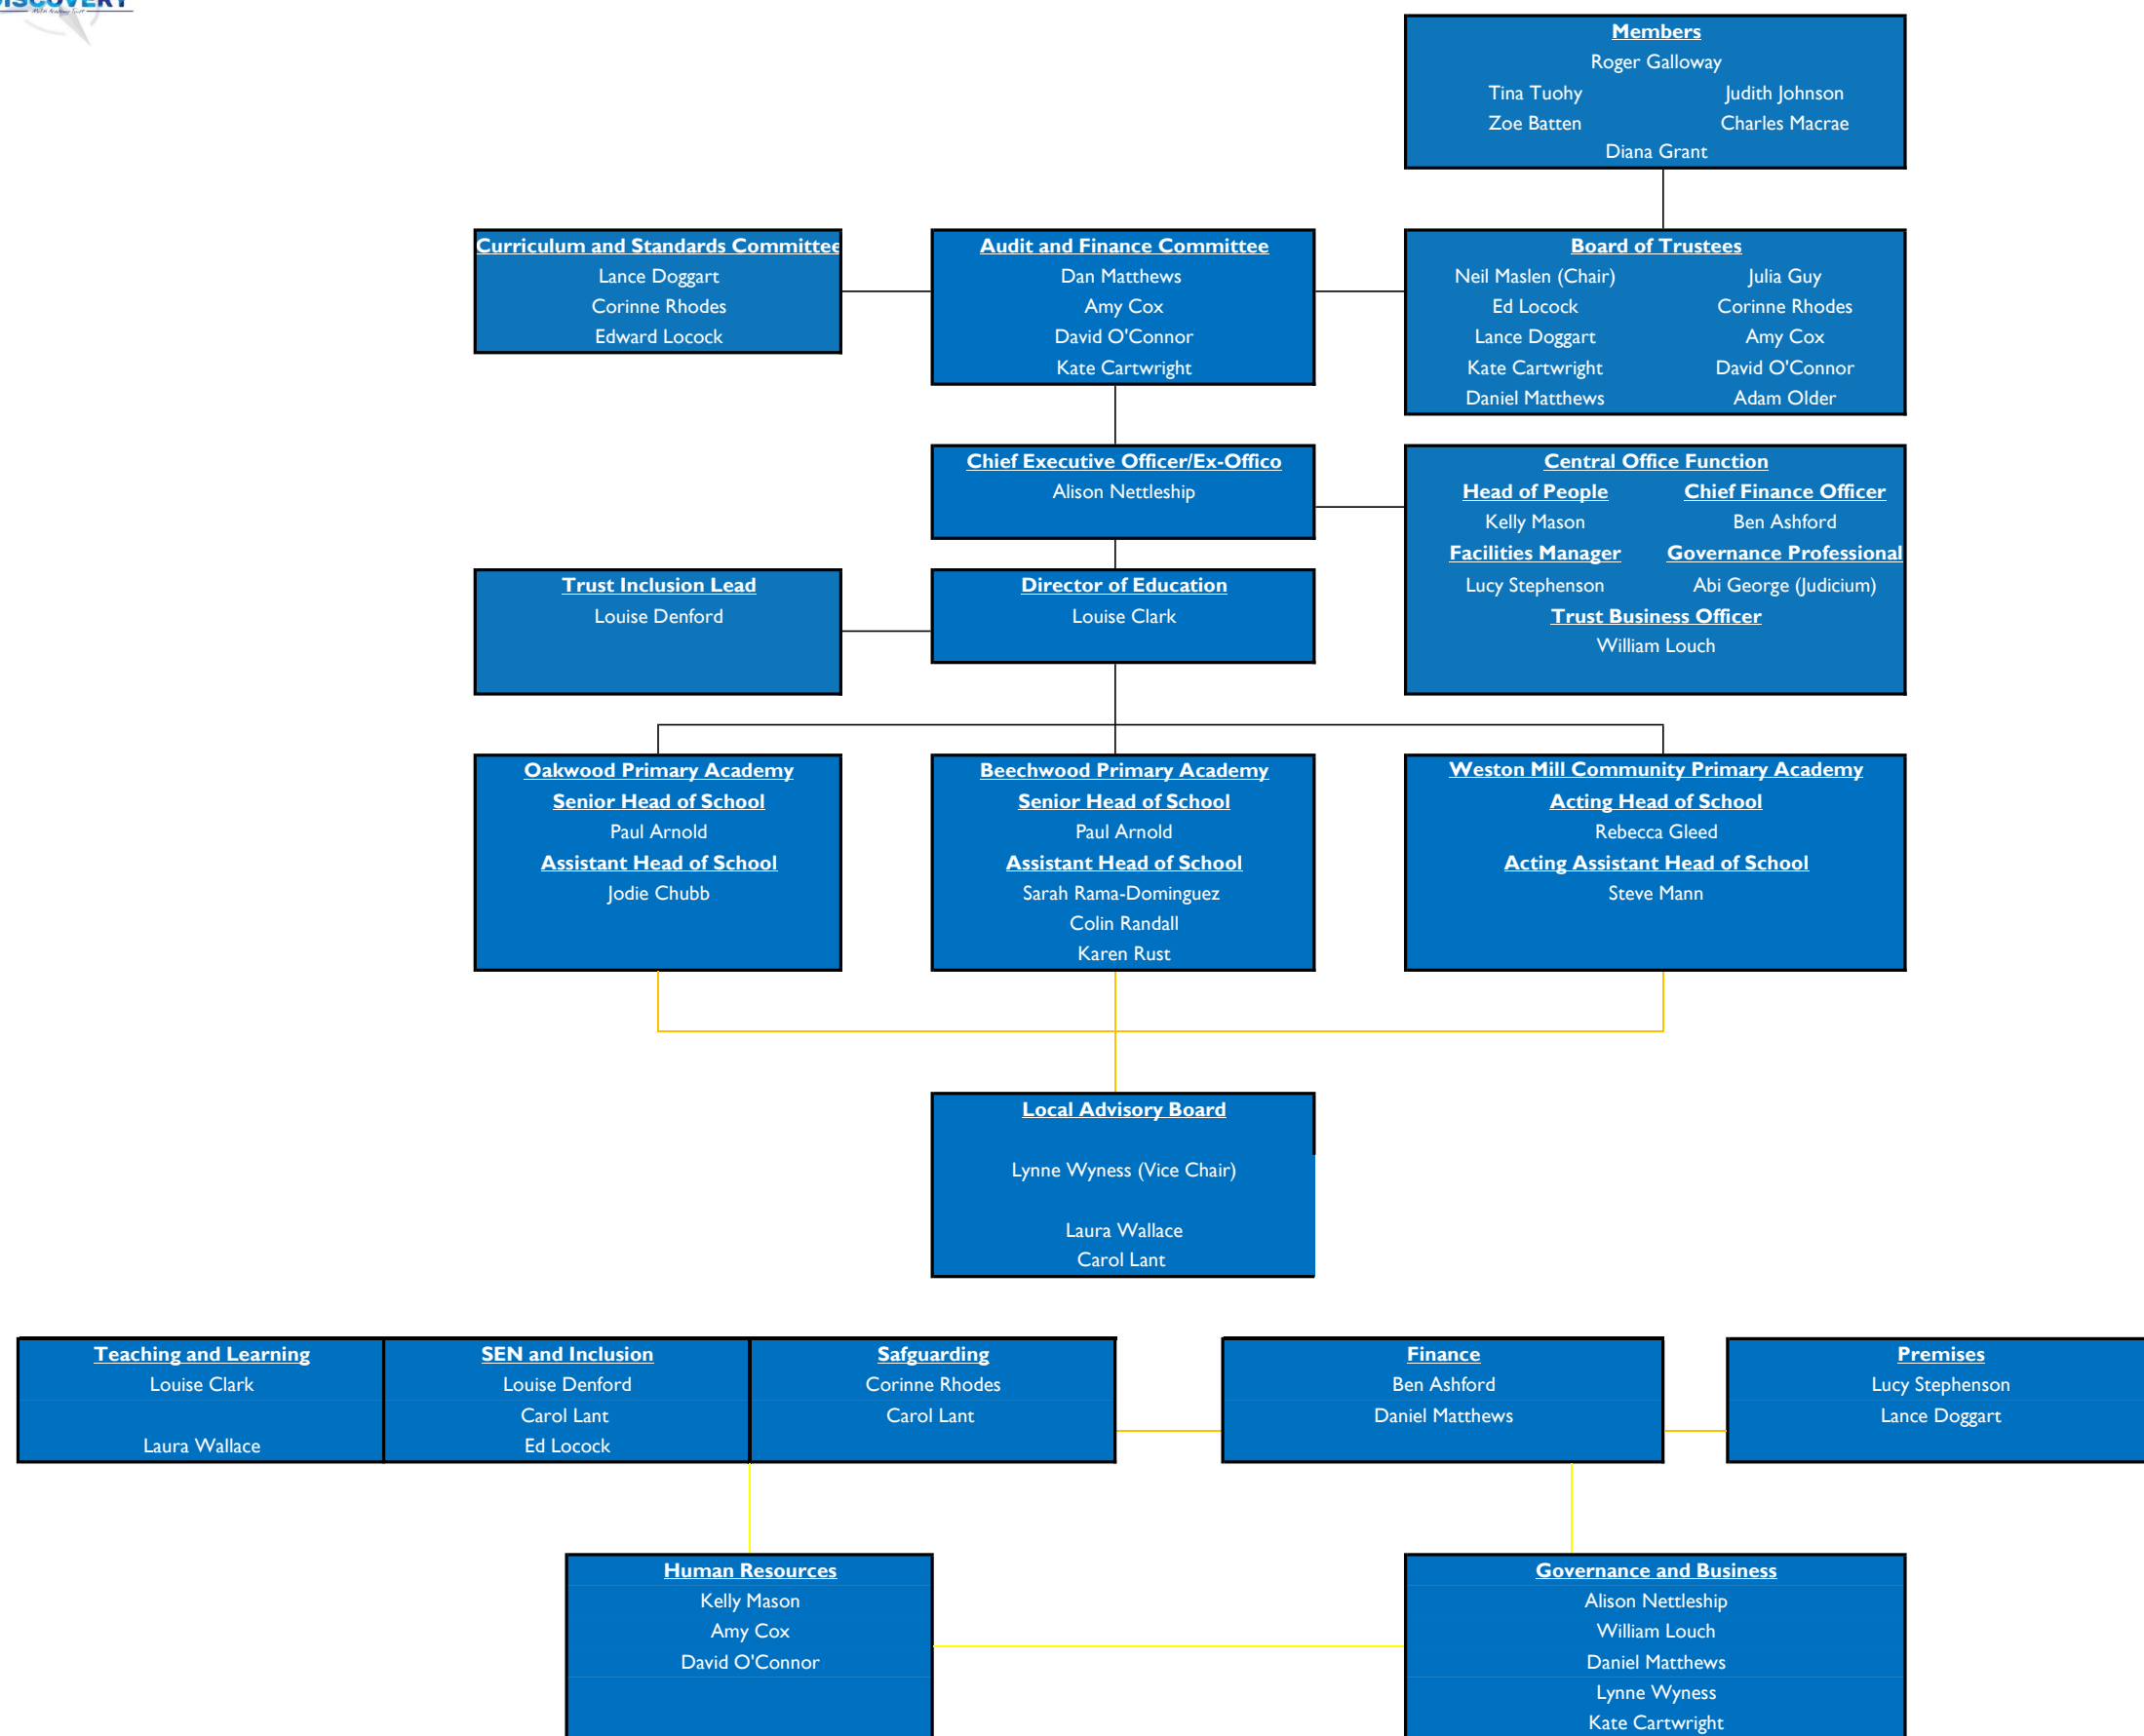 DISCOVERY
Multi Academy Trust
Members
Roger Galloway
Tina Tuohy Judith Johnson
Zoe Batten Charles Macrae
Diana Grant
Curriculum and Standards Committee
Lance Doggart
Corinne Rhodes
Edward Locock
Audit and Finance Committee
Dan Matthews
Amy Cox
David O'Connor
Kate Cartwright
Board of Trustees
Neil Maslen (Chair) Julia Guy
Ed Locock Corinne Rhodes
Lance Doggart Amy Cox
Kate Cartwright David O'Connor
Daniel Matthews Adam Older
Chief Executive Officer/Ex-Offico
Alison Nettleship
Central Office Function
Head of People Chief Finance Officer
Kelly Mason Ben Ashford
Facilities Manager Governance Professional
Lucy Stephenson Abi George (Judicium)
Trust Business Officer
William Louch
Trust Inclusion Lead
Louise Denford
Director of Education
Louise Clark
Oakwood Primary Academy
Senior Head of School
Paul Arnold
Assistant Head of School
Jodie Chubb
Beechwood Primary Academy
Senior Head of School
Paul Arnold
Assistant Head of School
Sarah Rama-Dominguez
Colin Randall
Karen Rust
Weston Mill Community Primary Academy
Acting Head of School
Rebecca Gleed
Acting Assistant Head of School
Steve Mann
Local Advisory Board
Lynne Wyness (Vice Chair)
Laura Wallace
Carol Lant
Teaching and Learning
Louise Clark
Laura Wallace
SEN and Inclusion
Louise Denford
Carol Lant
Ed Locock
Safguarding
Corinne Rhodes
Carol Lant
Finance
Ben Ashford
Daniel Matthews
Premises
Lucy Stephenson
Lance Doggart
Human Resources
Kelly Mason
Amy Cox
David O'Connor
Governance and Business
Alison Nettleship
William Louch
Daniel Matthews
Lynne Wyness
Kate Cartwright